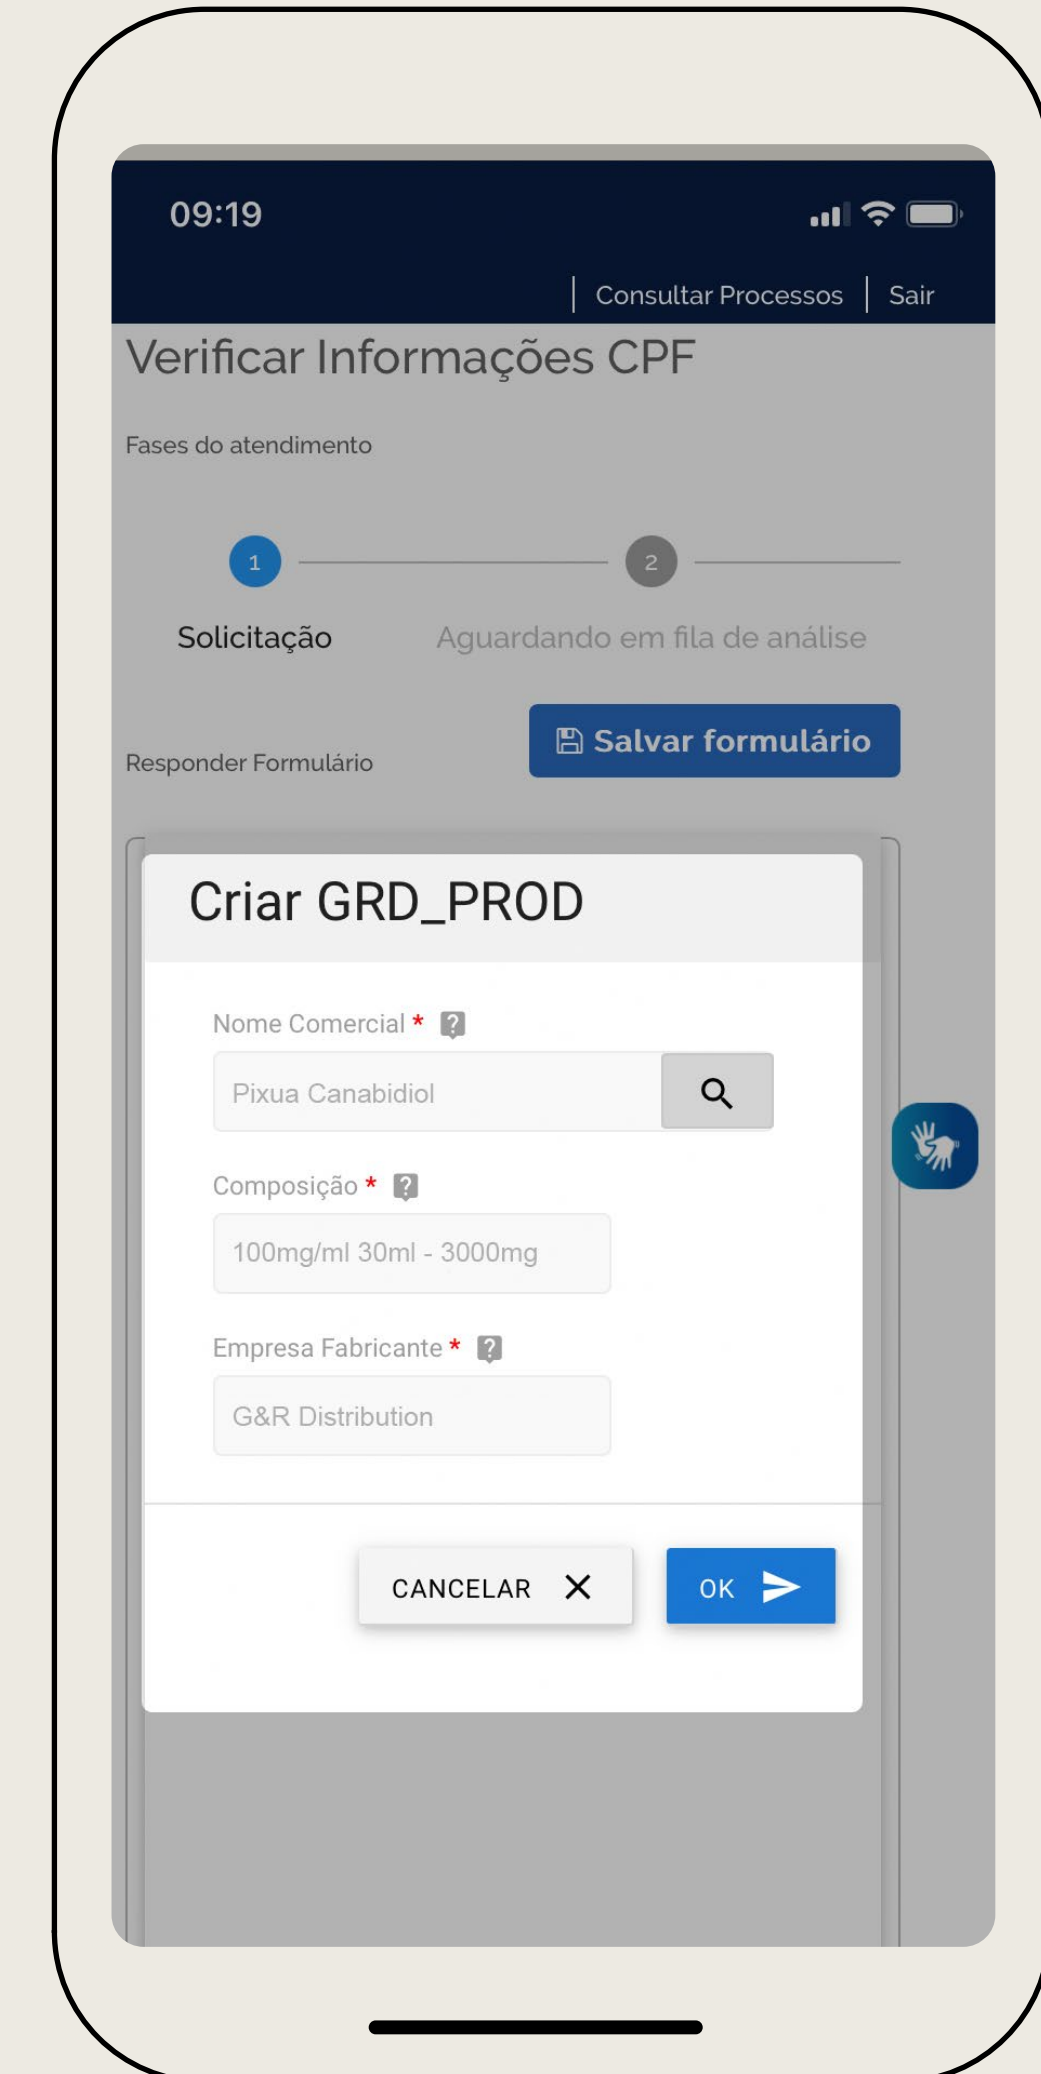 09:19
Consultar Processos | Sair
Verificar Informações CPF
Fases do atendimento
1
2
Solicitação
Aguardando em fila de análise
Salvar formulário
Responder Formulário
Criar GRD_PROD
Nome Comercial * ?
Pixua Canabidiol
Composição * ?
100mg/ml 30ml - 3000mg
Empresa Fabricante * ?
G&R Distribution
CANCELAR
OK